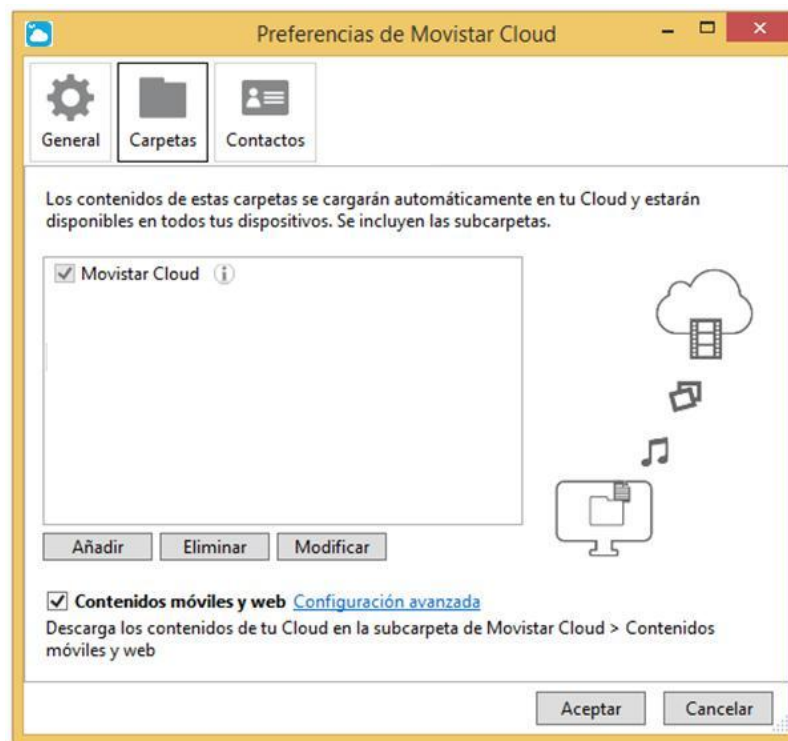 Preferencias de Movistar Cloud
General Carpetas Contactos
Los contenidos de estas carpetas se cargarán automáticamente en tu Cloud y estarán
disponibles en todos tus dispositivos. Se incluyen las subcarpetas.
Movistar Cloud
Añadir Eliminar Modificar
Contenidos móviles y web Configuración avanzada
Descarga los contenidos de tu Cloud en la subcarpeta de Movistar Cloud > Contenidos
móviles y web
Aceptar Cancelar